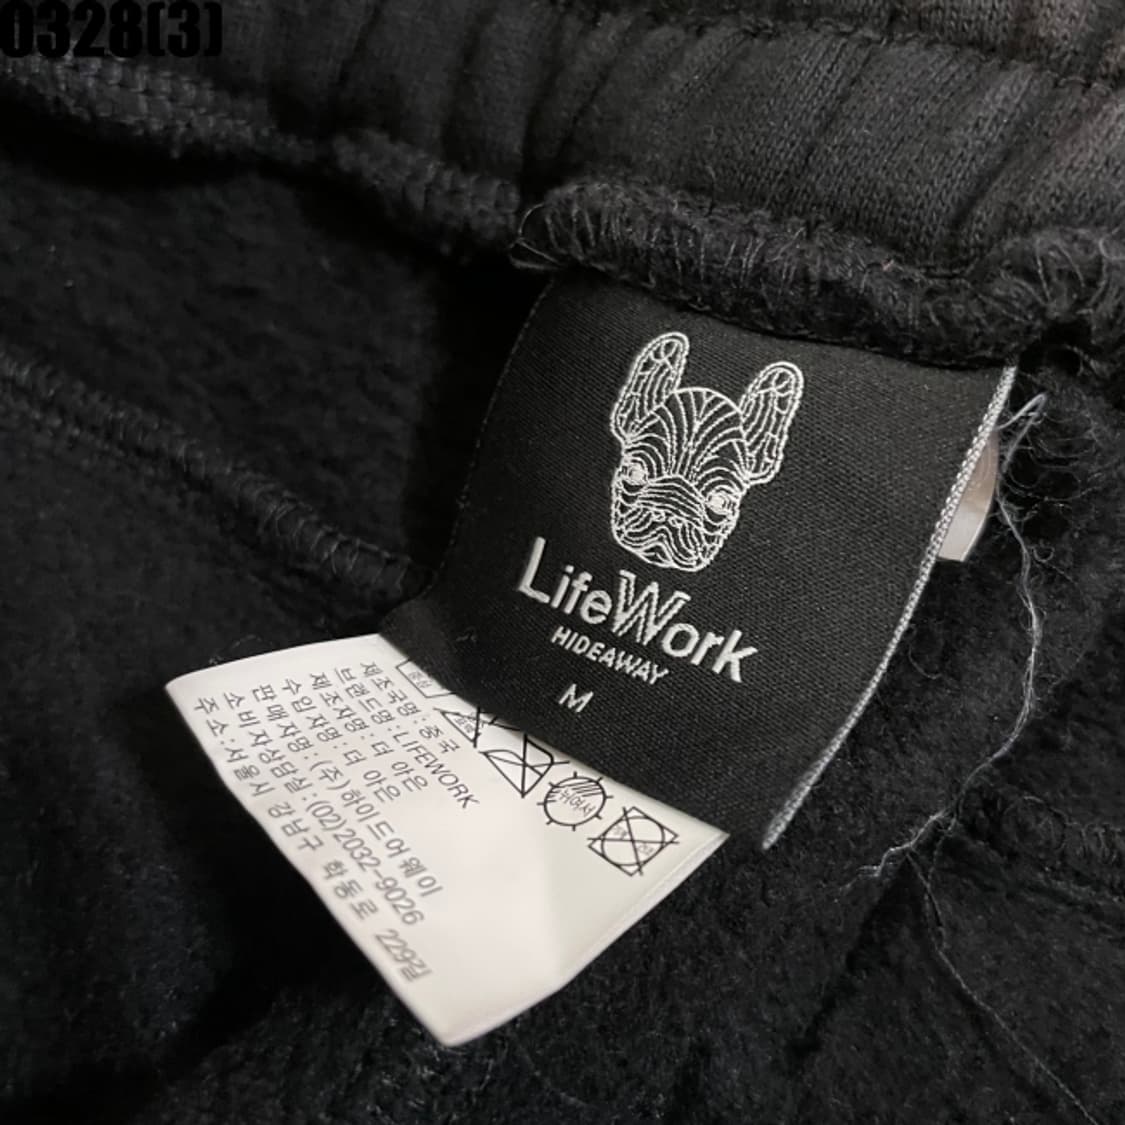 0328(3)
LifeWork
HIDEAWAY
M
제조국명 : 중국
브랜드명 : LIFEWORK
제조자명 : 더 아은
수입자명 : 더 아은
판매자명 : (주)하이드어웨이
소비자상담실 : (02)2032-9026
주소 : 서울시 강남구 학동로 229길